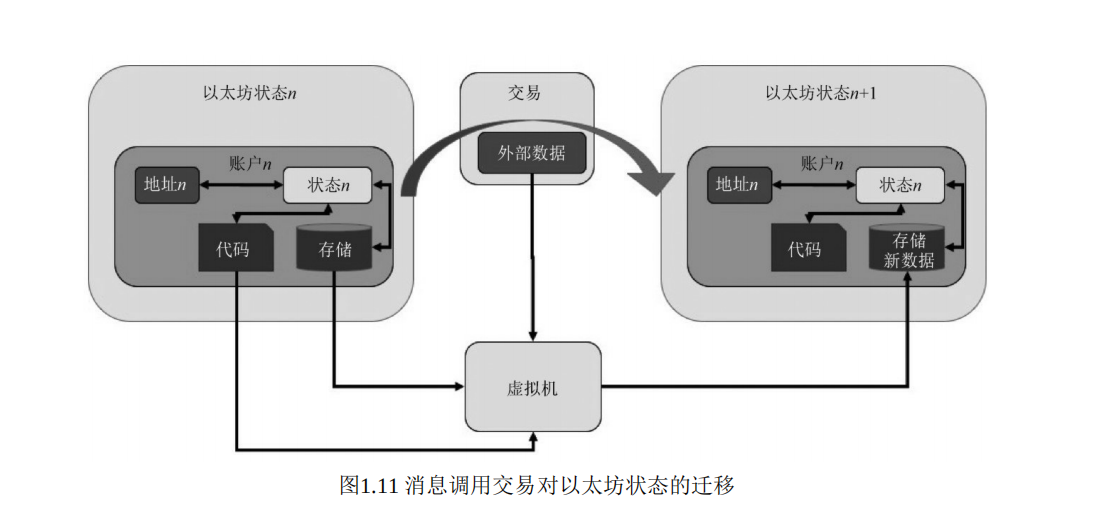 以太坊状态n
交易
以太坊状态n+1
外部数据
账户n
地址n
状态n
代码
存储
账户n
地址n
状态n
代码
存储
新数据
虚拟机
图1.11 消息调用交易对以太坊状态的迁移